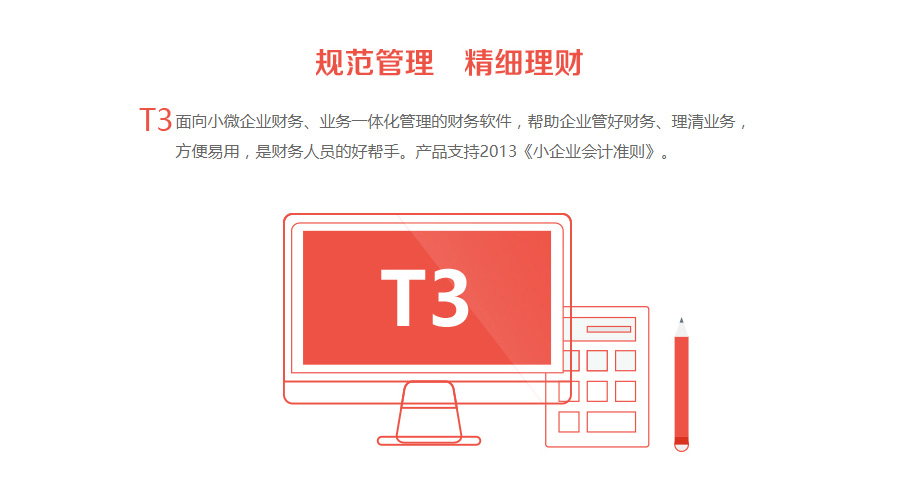 规范管理　精细理财
T3面向小微企业财务、业务一体化管理的财务软件，帮助企业管好财务、理清业务，
方便易用，是财务人员的好帮手。产品支持2013《小企业会计准则》。
T3